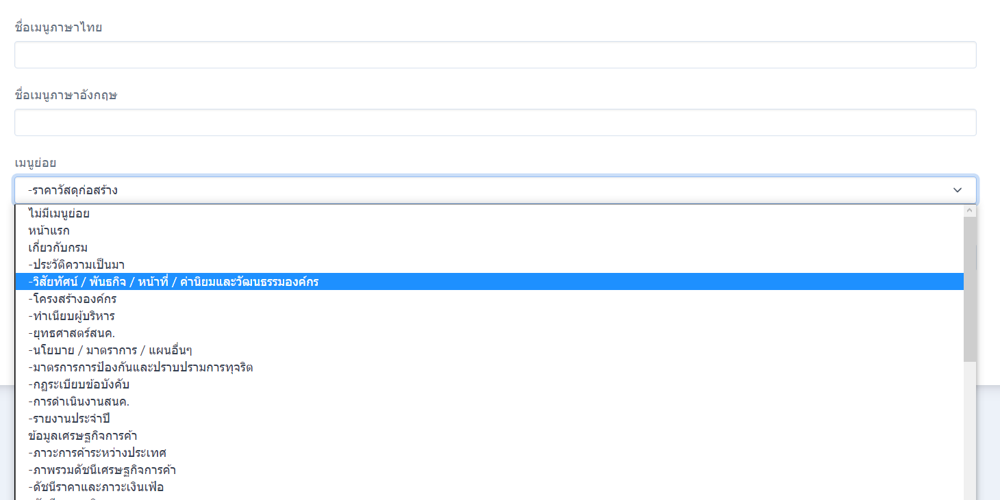 ชื่อเมนูภาษาไทย
ชื่อเมนูภาษาอังกฤษ
เมนูย่อย
-ราคาวัสดุก่อสร้าง
ไม่มีเมนูย่อย
หน้าแรก
เกี่ยวกับกรม
-ประวัติความเป็นมา
-วิสัยทัศน์ / พันธกิจ / หน้าที่ / ค่านิยมและวัฒนธรรมองค์กร
-โครงสร้างองค์กร
-ทำเนียบผู้บริหาร
-ยุทธศาสตร์สนค.
-นโยบาย / มาตราการ / แผนอื่นๆ
-มาตรการการป้องกันและปราบปรามการทุจริต
-กฏระเบียบข้อบังคับ
-การดำเนินงานสนค.
-รายงานประจำปี
ข้อมูลเศรษฐกิจการค้า
-ภาวะการค้าระหว่างประเทศ
-ภาพรวมดัชนีเศรษฐกิจการค้า
-ดัชนีราคาและภาวะเงินเฟ้อ